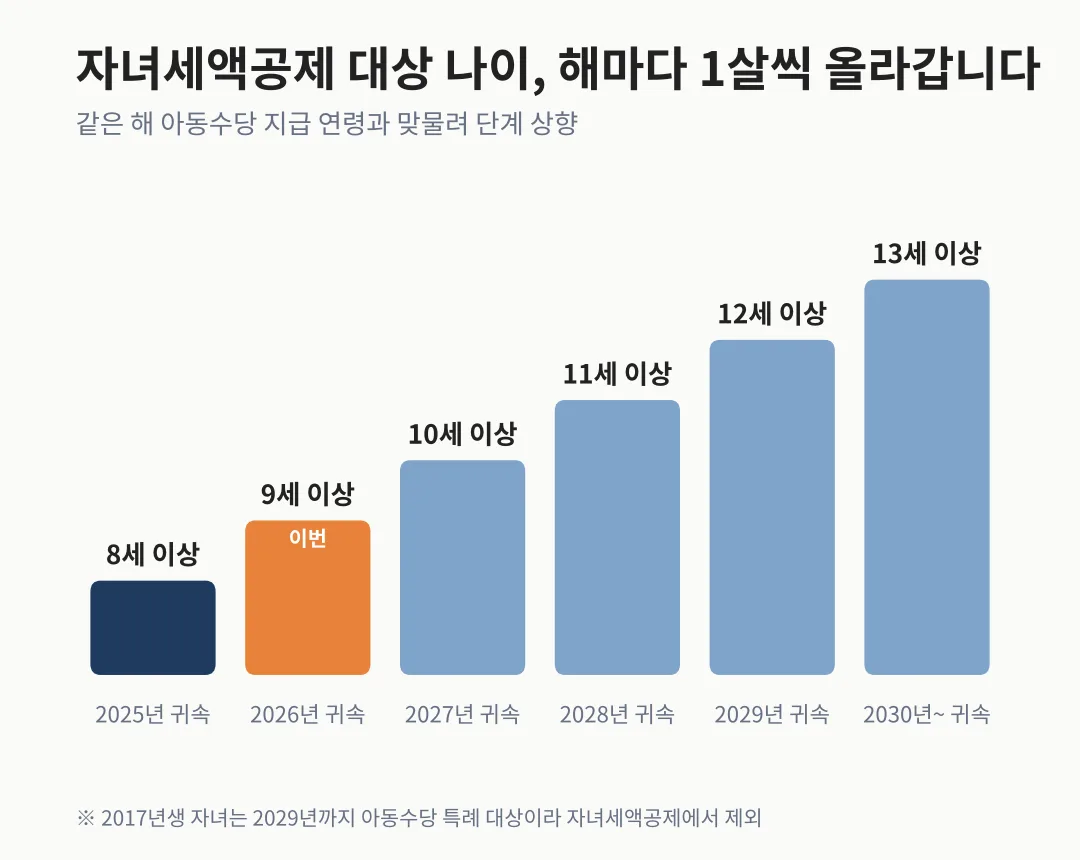 자녀세액공제 대상 나이, 해마다 1살씩 올라갑니다
같은 해 아동수당 지급 연령과 맞물려 단계 상향
8세 이상
9세 이상
10세 이상
11세 이상
12세 이상
13세 이상
이번
2025년 귀속
2026년 귀속
2027년 귀속
2028년 귀속
2029년 귀속
2030년~ 귀속
※ 2017년생 자녀는 2029년까지 아동수당 특례 대상이라 자녀세액공제에서 제외